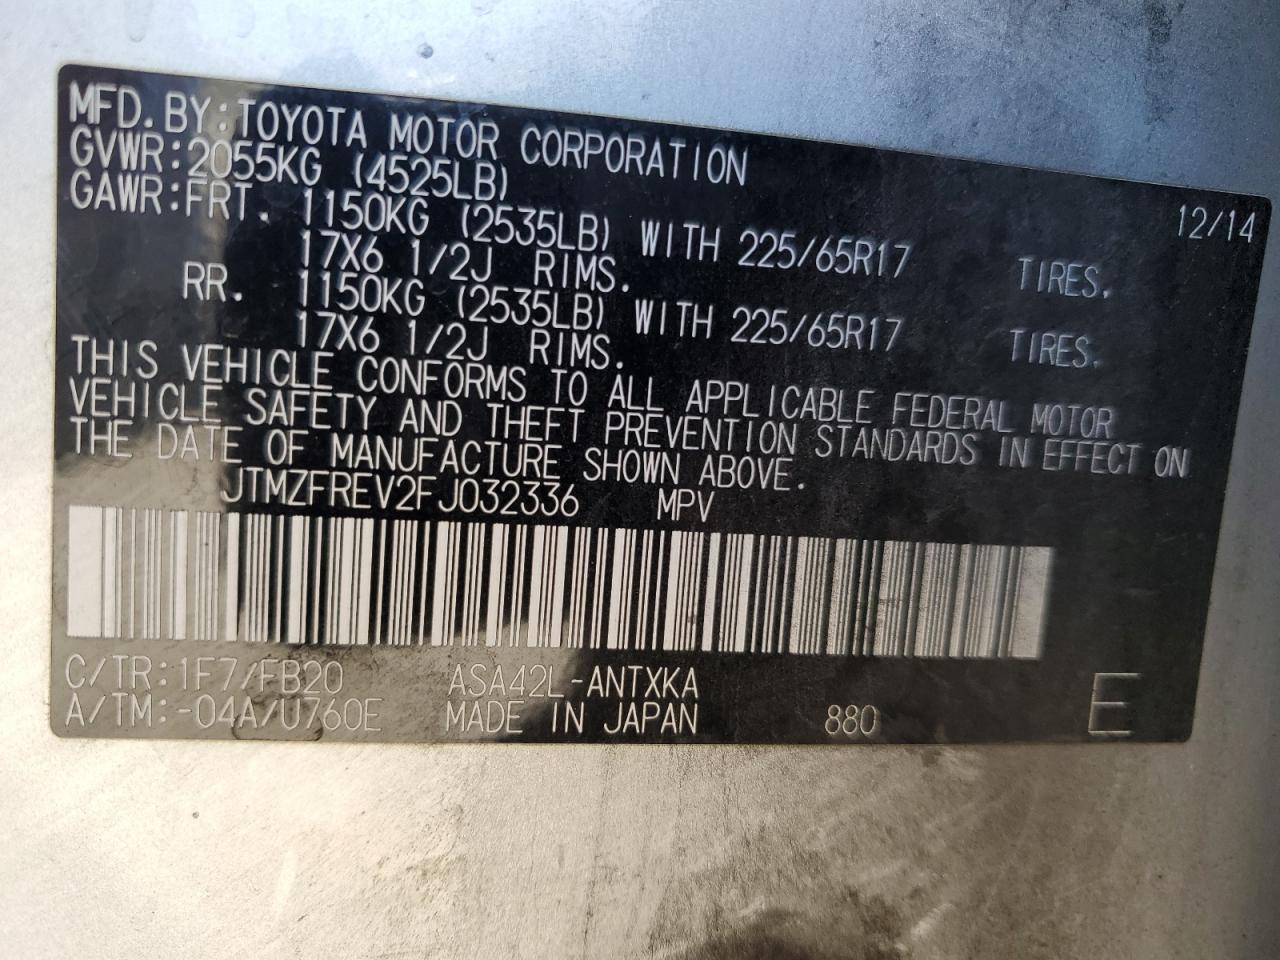 MFD. BY:TOYOTA MOTOR CORPORATION 12/14
GVWR:2055KG (4525LB)
GAWR:FRT. 1150KG (2535LB) WITH 225/65R17 TIRES.
17X6 1/2J RIMS.
RR. 1150KG (2535LB) WITH 225/65R17 TIRES.
17X6 1/2J RIMS.
THIS VEHICLE CONFORMS TO ALL APPLICABLE FEDERAL MOTOR
VEHICLE SAFETY AND THEFT PREVENTION STANDARDS IN EFFECT ON
THE DATE OF MANUFACTURE SHOWN ABOVE.
JTMZFREV2FJ032336 MPV
C/TR:1F7/FB20 ASA42L-ANTXKA
A/TM:-04A/U760E MADE IN JAPAN 880 E